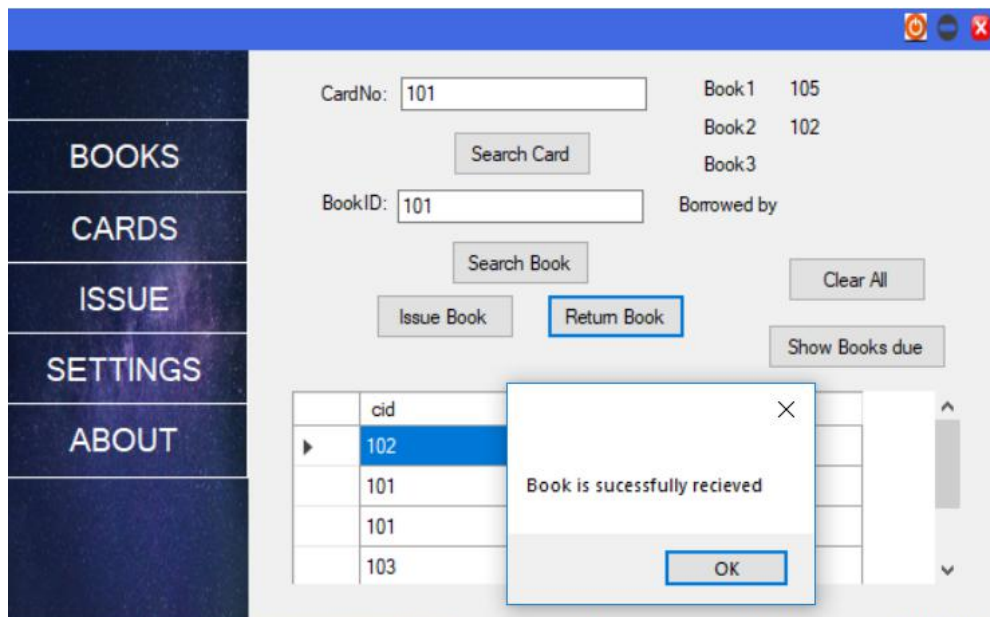 CardNo: 101
Book1 105
Search Card
Book2 102
Book3
BookID: 101
Borrowed by
Search Book
Clear All
Issue Book
Return Book
Show Books due
BOOKS
CARDS
ISSUE
SETTINGS
ABOUT
cid
102
101
101
103
Book is sucessfully recieved
OK